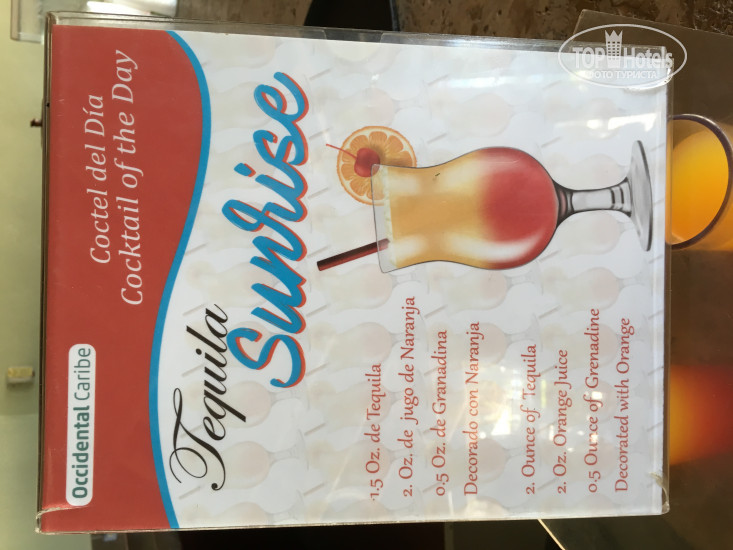 Occidental Caribe
Coctel del Día
Cocktail of the Day
Tequila
Sunrise
1.5 Oz. de Tequila
2. Oz. de jugo de Naranja
0.5 Oz. de Granadina
Decorado con Naranja
2. Ounce of Tequila
2. Oz. Orange Juice
0.5 Ounce of Grenadine
Decorated with Orange
TOP Hotels
ФОТО ТУРИСТА